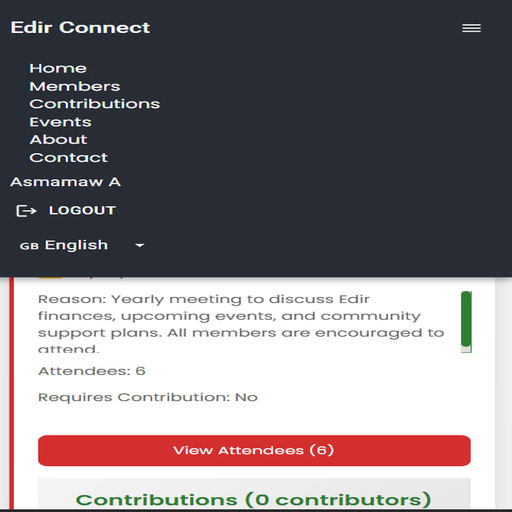 Edir Connect
Home
Members
Contributions
Events
About
Contact
Asmamaw A
LOGOUT
GB English
Reason: Yearly meeting to discuss Edir
finances, upcoming events, and community
support plans. All members are encouraged to
attend.
Attendees: 6
Requires Contribution: No
View Attendees (6)
Contributions (0 contributors)